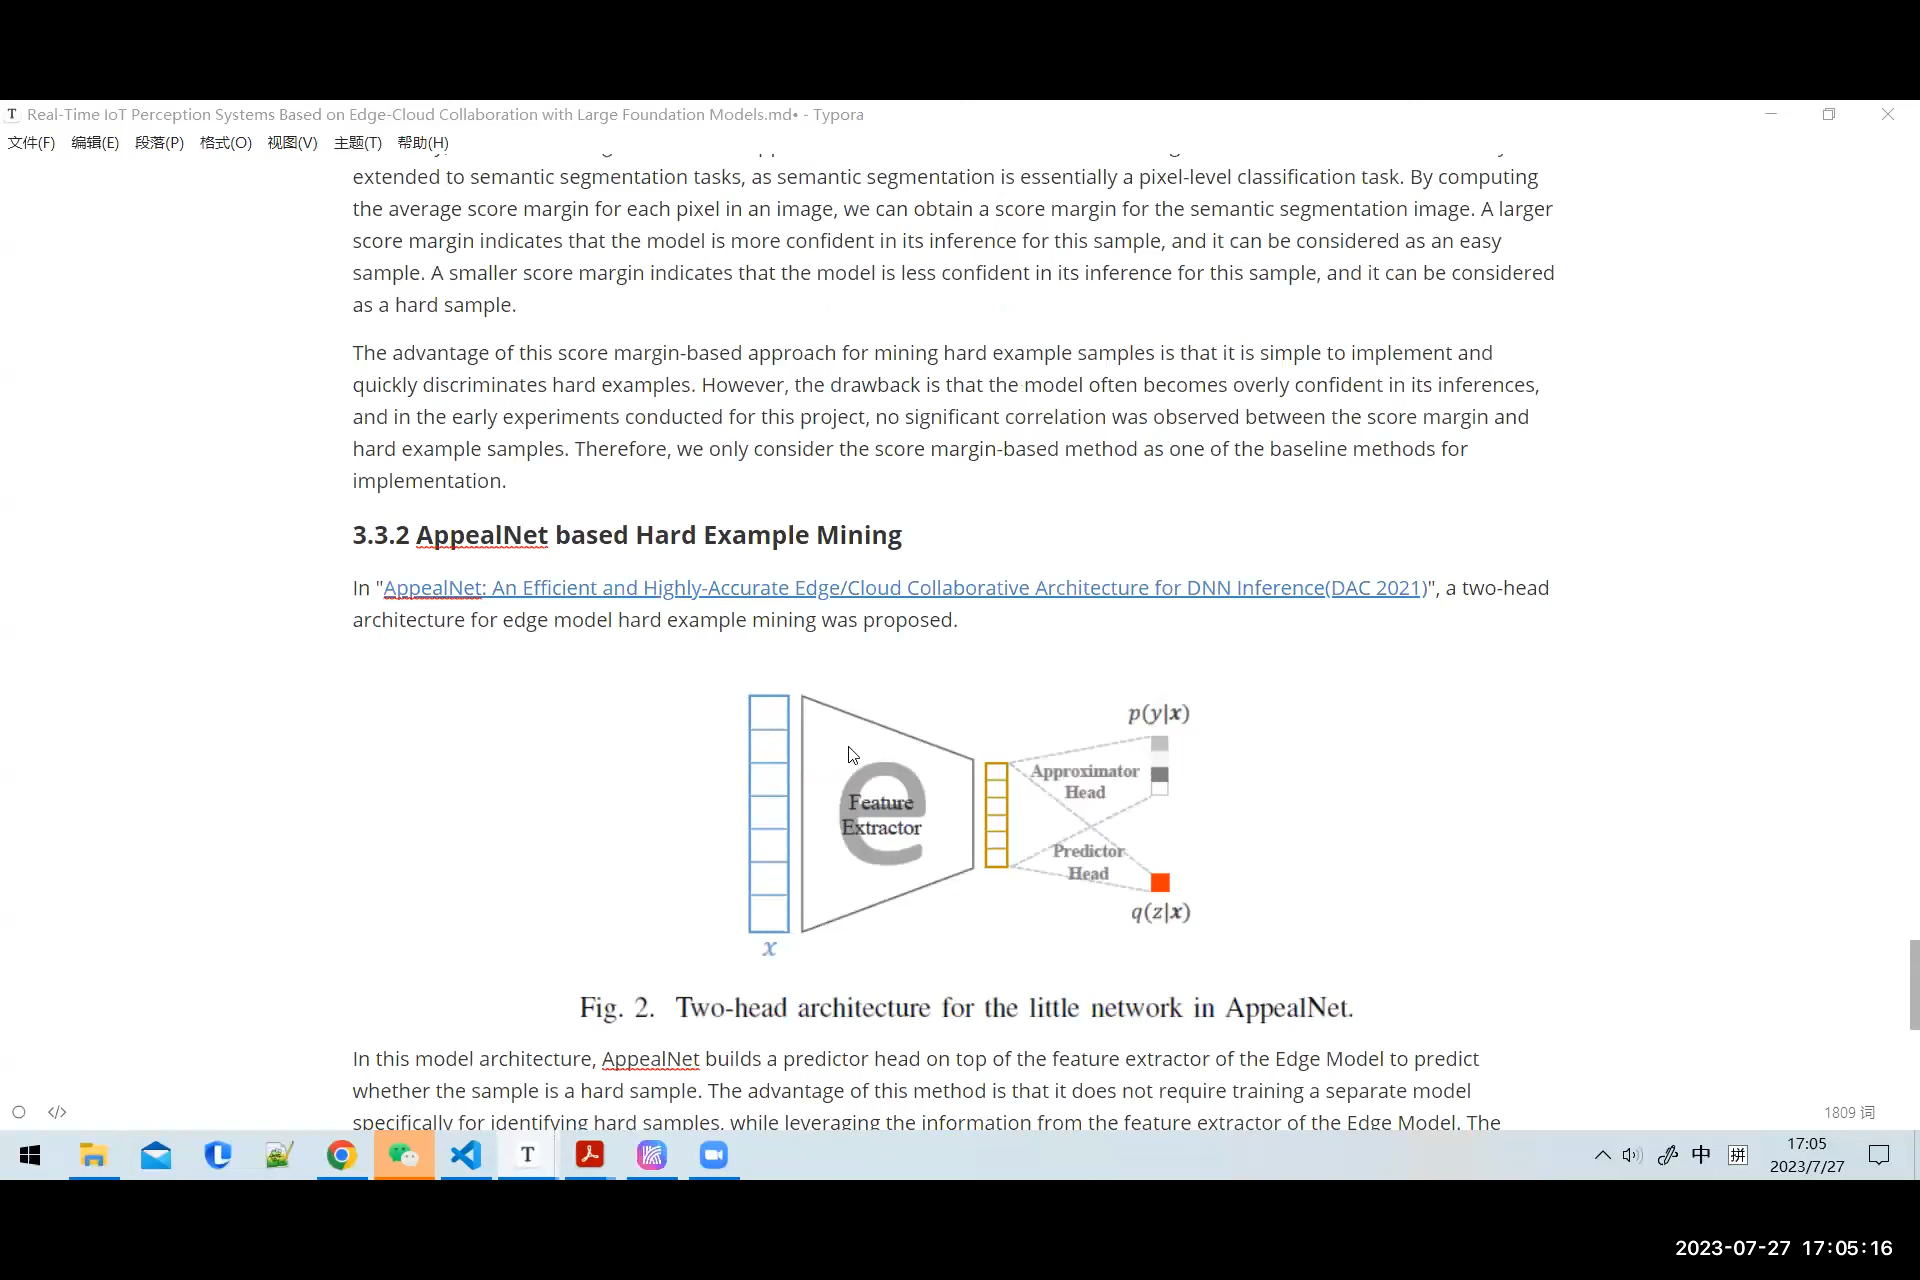 Real-Time IoT Perception Systems Based on Edge-Cloud Collaboration with Large Foundation Models.md• - Typora
文件(F) 编辑(E) 段落(P) 格式(O) 视图(V) 主题(T) 帮助(H)
extended to semantic segmentation tasks, as semantic segmentation is essentially a pixel-level classification task. By computing
the average score margin for each pixel in an image, we can obtain a score margin for the semantic segmentation image. A larger
score margin indicates that the model is more confident in its inference for this sample, and it can be considered as an easy
sample. A smaller score margin indicates that the model is less confident in its inference for this sample, and it can be considered
as a hard sample.
The advantage of this score margin-based approach for mining hard example samples is that it is simple to implement and
quickly discriminates hard examples. However, the drawback is that the model often becomes overly confident in its inferences,
and in the early experiments conducted for this project, no significant correlation was observed between the score margin and
hard example samples. Therefore, we only consider the score margin-based method as one of the baseline methods for
implementation.
3.3.2 AppealNet based Hard Example Mining
In "AppealNet: An Efficient and Highly-Accurate Edge/Cloud Collaborative Architecture for DNN Inference(DAC 2021)", a two-head
architecture for edge model hard example mining was proposed.
p(y|x)
Approximator
Head
e
Feature
Extractor
Predictor
Head
q(z|x)
x
Fig. 2. Two-head architecture for the little network in AppealNet.
In this model architecture, AppealNet builds a predictor head on top of the feature extractor of the Edge Model to predict
whether the sample is a hard sample. The advantage of this method is that it does not require training a separate model
specifically for identifying hard samples, while leveraging the information from the feature extractor of the Edge Model. The
</> 1809 词
T
中 拼
17:05
2023/7/27
2023-07-27 17:05:16